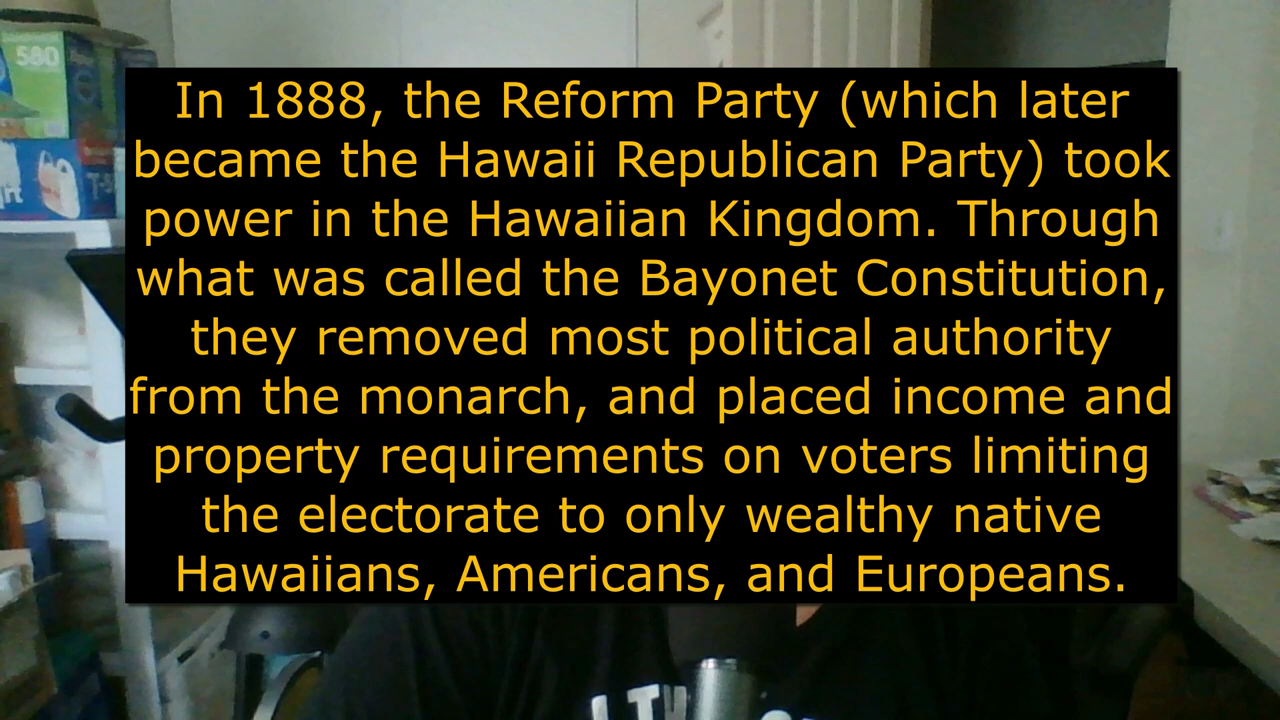 580
In 1888, the Reform Party (which later
became the Hawaii Republican Party) took
power in the Hawaiian Kingdom. Through
what was called the Bayonet Constitution,
they removed most political authority
from the monarch, and placed income and
property requirements on voters limiting
the electorate to only wealthy native
Hawaiians, Americans, and Europeans.